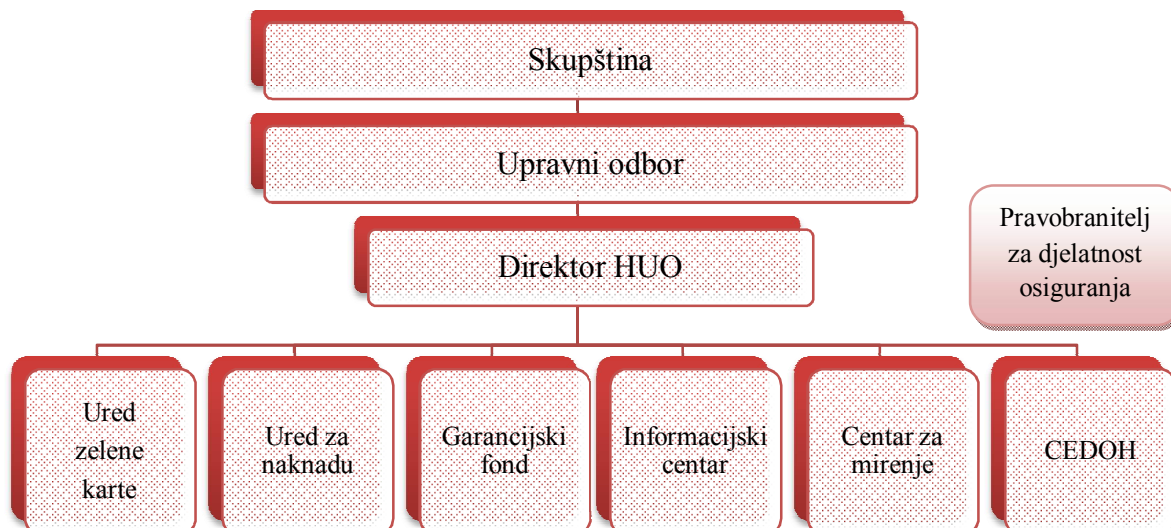 Skupština
Upravni odbor
Direktor HUO
Pravobranitelj
za djelatnost
osiguranja
Ured
zelene
karte
Ured za
naknadu
Garancijski
fond
Informacijski
centar
Centar za
mirenje
CEDOH